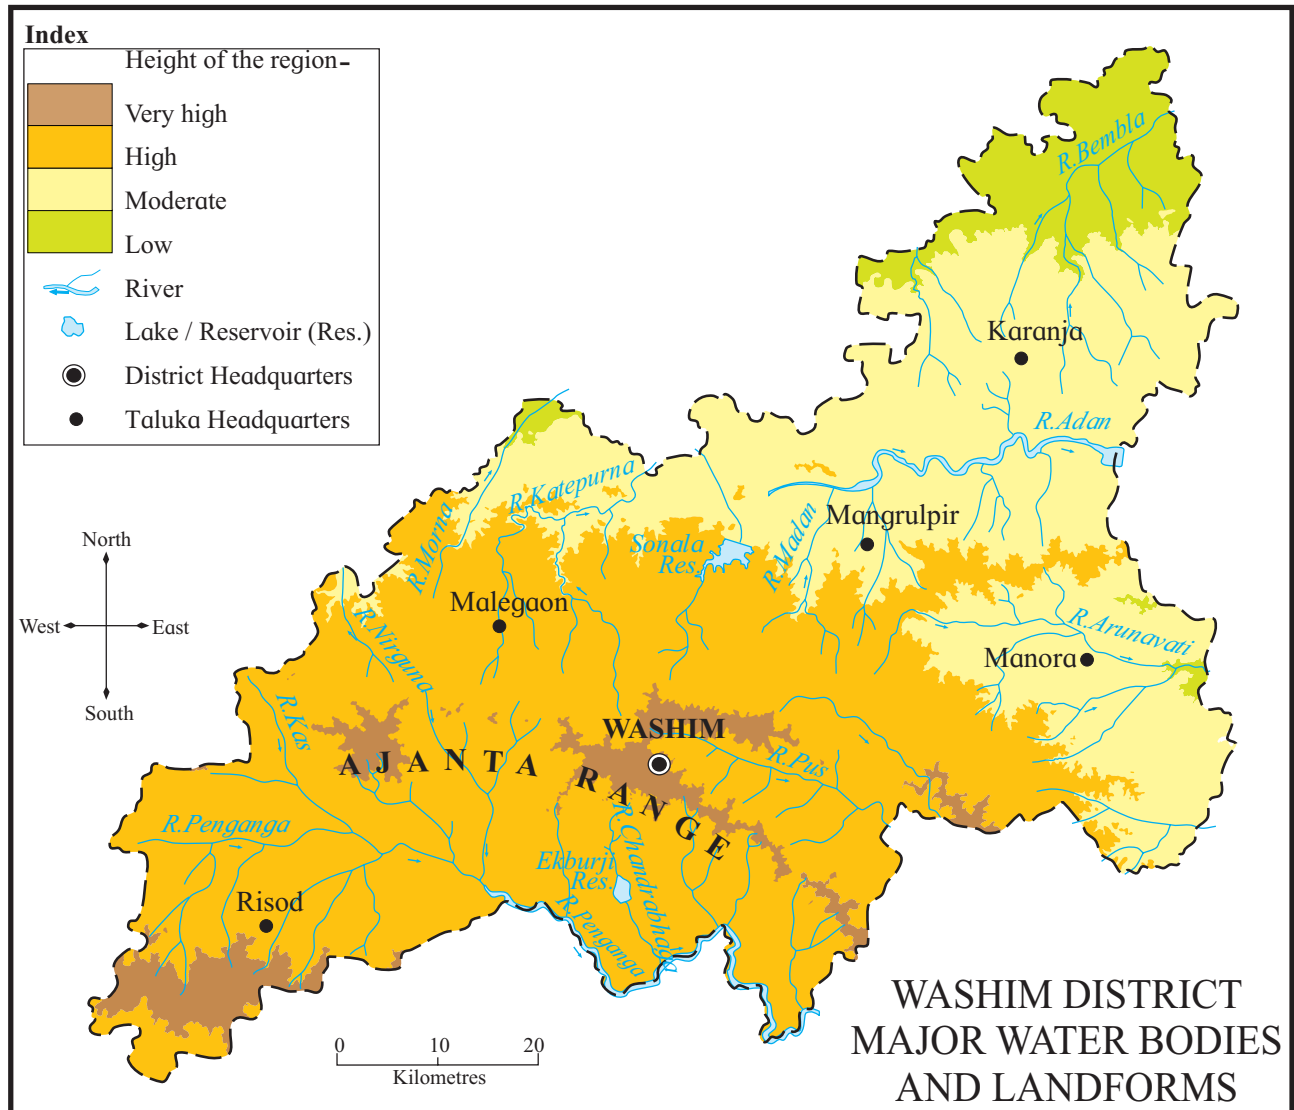 Index
Height of the region-
Very high
High
Moderate
Low
River
Lake / Reservoir (Res.)
District Headquarters
Taluka Headquarters
North
West
East
South
R.Bembla
Karanja
R.Adan
R.Katepurna
R.Morna
Mangrulpir
Sonala
Res.
R.Madan
Malegaon
R.Nirguna
R.Arunavati
Manora
R.Kas
WASHIM
AJANTA RANGE
R.Pus
R.Penganga
R.Chandrabhaga
Ekburji
Res.
Risod
R.Penganga
0 10 20
Kilometres
WASHIM DISTRICT
MAJOR WATER BODIES
AND LANDFORMS